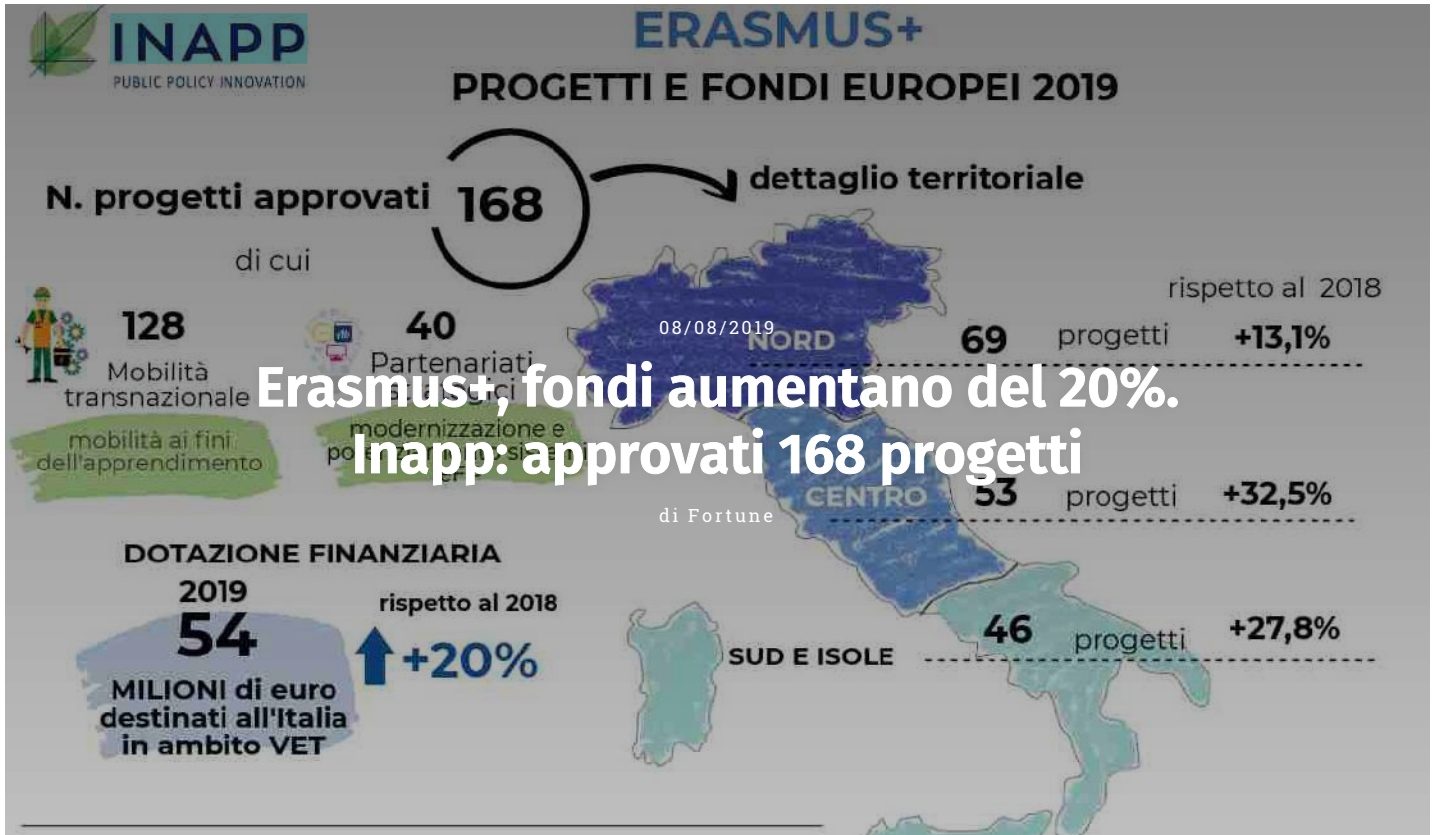 INAPP
PUBLIC POLICY INNOVATION
ERASMUS+
PROGETTI E FONDI EUROPEI 2019
N. progetti approvati 168
dettaglio territoriale
di cui
128
Mobilità
transnazionale
mobilità ai fini
dell'apprendimento
40
Partenariati
modernizzazione e
rispetto al 2018
NORD 69 progetti +13,1%
08/08/2019
Erasmus+, fondi aumentano del 20%.
Inapp: approvati 168 progetti
di Fortune
CENTRO 53 progetti +32,5%
DOTAZIONE FINANZIARIA
2019
54
MILIONI di euro
destinati all'Italia
in ambito VET
rispetto al 2018
+20%
SUD E ISOLE 46 progetti +27,8%